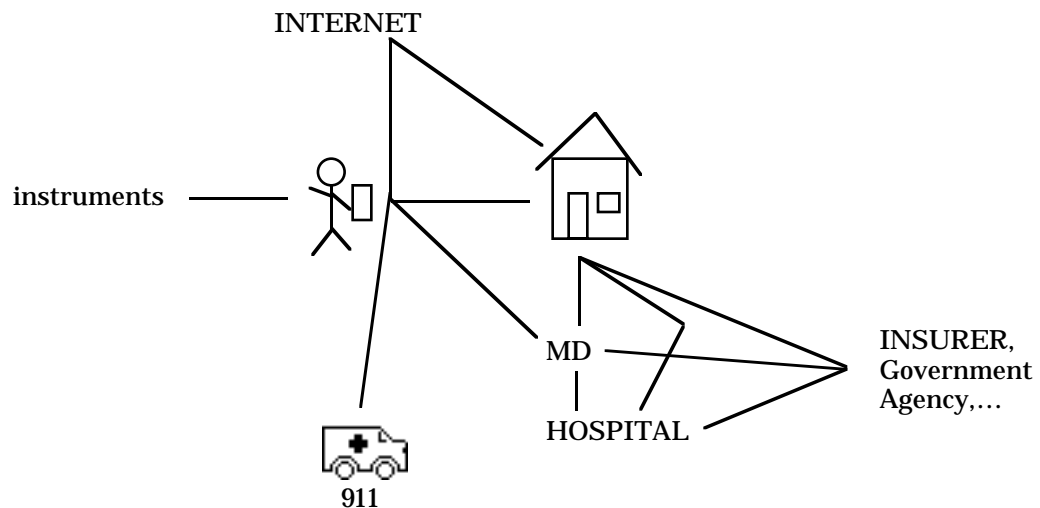 INTERNET
instruments
MD
INSURER,
Government
Agency,…
HOSPITAL
911